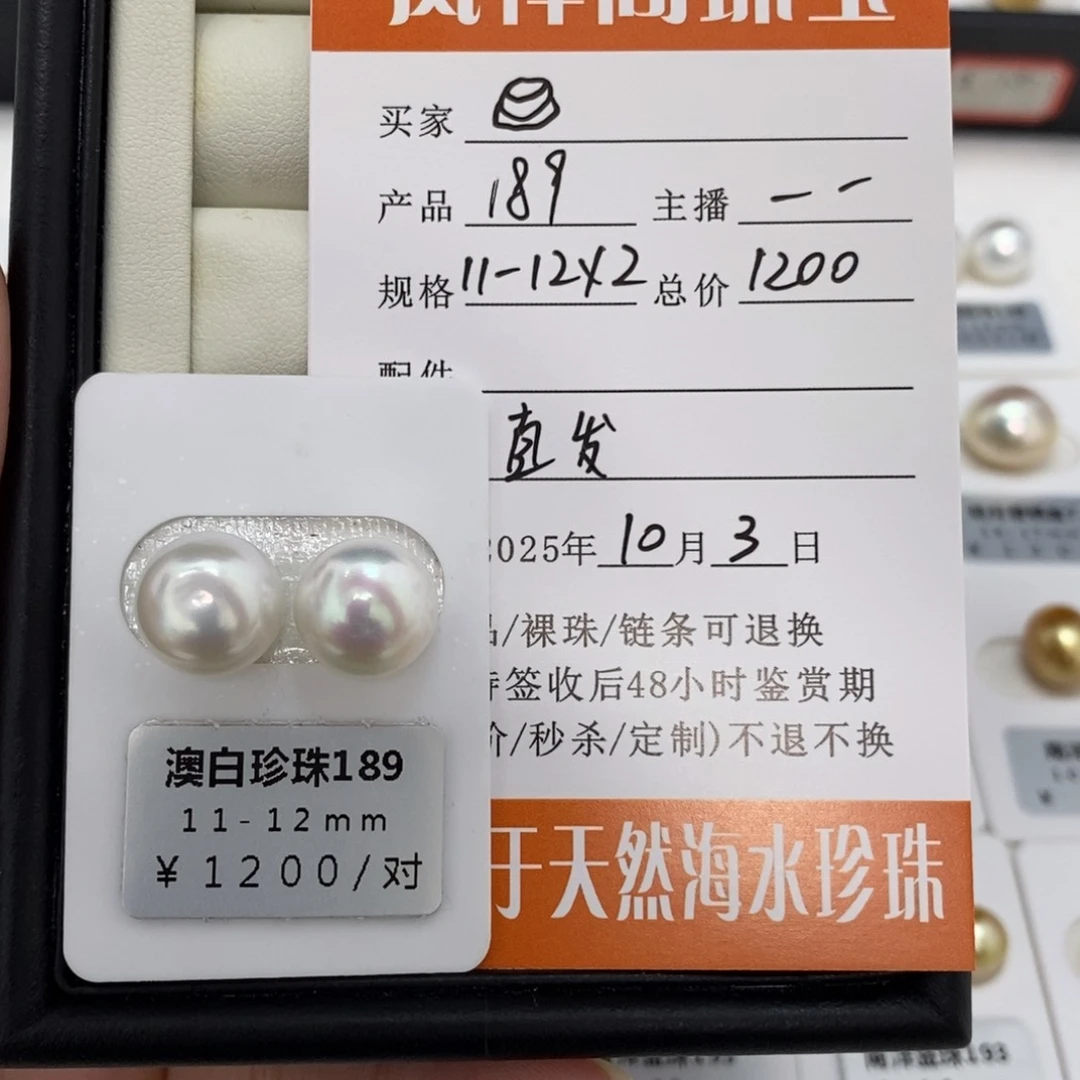 买家
产品 189 主播 一一
规格 11-12X2 总价 1200
配件
直发
2025年10月3日
/裸珠/链条可退换
签收后48小时鉴赏期
/秒杀/定制)不退不换
于天然海水珍珠
澳白珍珠189
11-12mm
¥1200/对